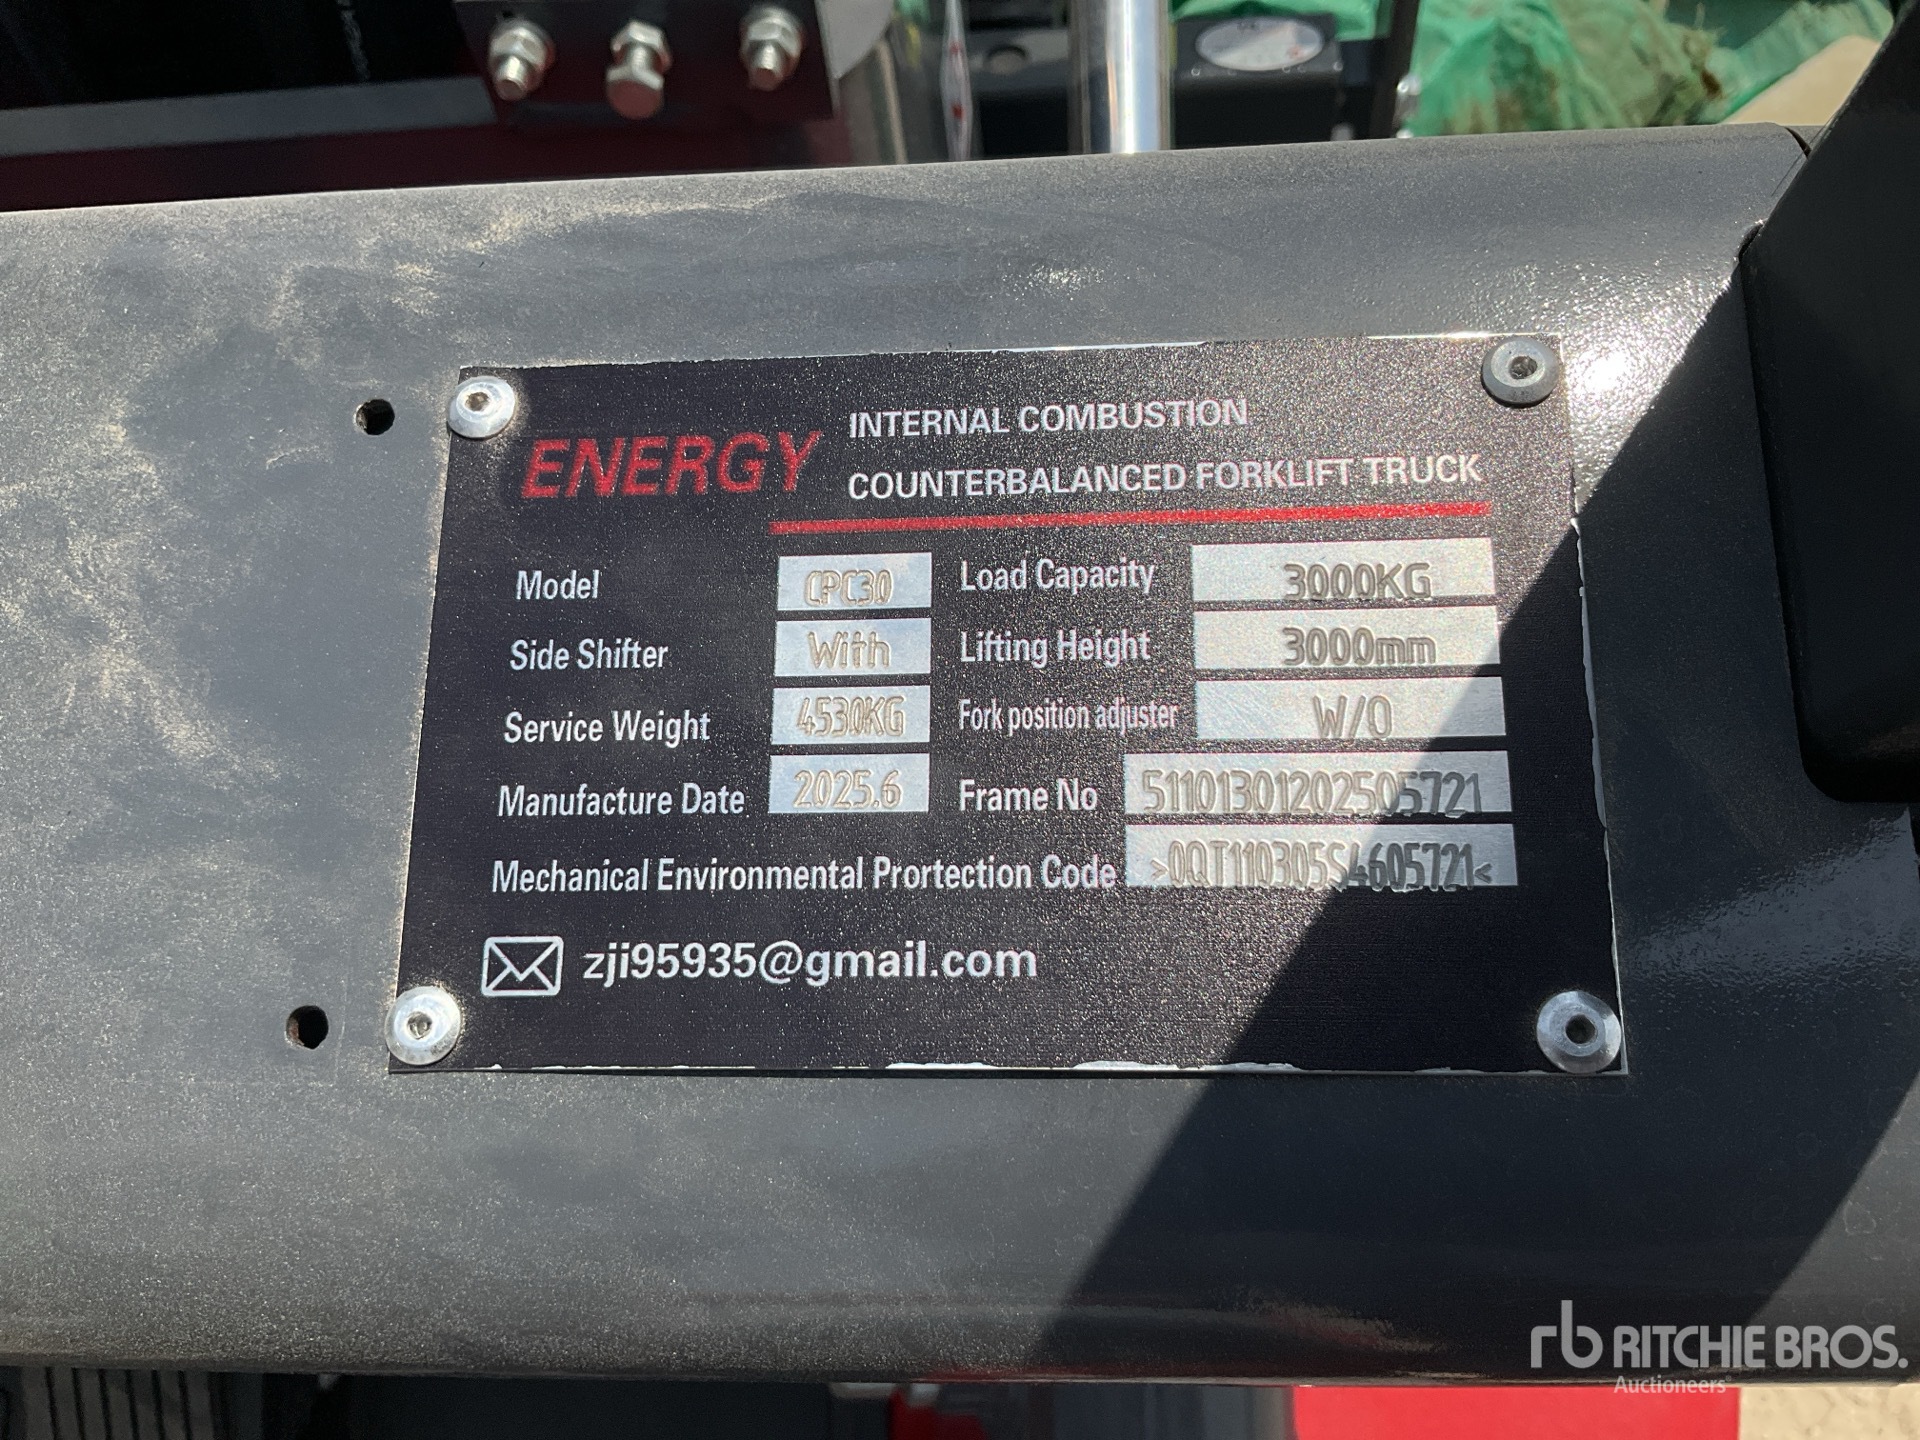 ENERGY INTERNAL COMBUSTION
COUNTERBALANCED FORKLIFT TRUCK
Model CPC30 Load Capacity 3000KG
Side Shifter With Lifting Height 3000mm
Service Weight 4530KG Fork position adjuster W/O
Manufacture Date 2025.6 Frame No 51101301202505721
Mechanical Environmental Prortection Code >0QT110305S4605721<
zji95935@gmail.com
rb RITCHIE BROS.
Auctioneers